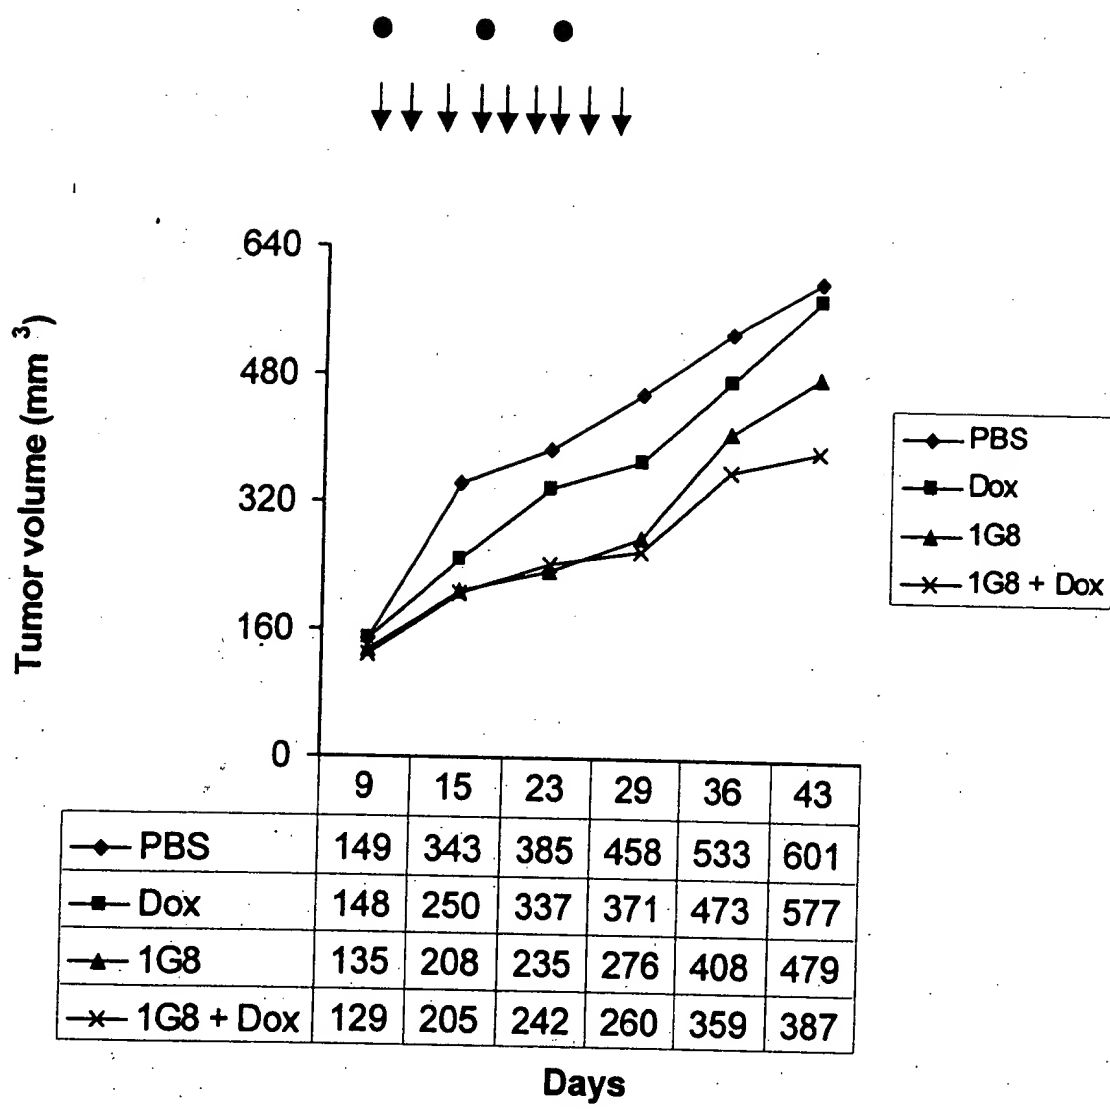 640
480
320
160
0
Tumor volume (mm 3)
PBS
Dox
1G8
1G8 + Dox
9 15 23 29 36 43
PBS 149 343 385 458 533 601
Dox 148 250 337 371 473 577
1G8 135 208 235 276 408 479
1G8 + Dox 129 205 242 260 359 387
Days